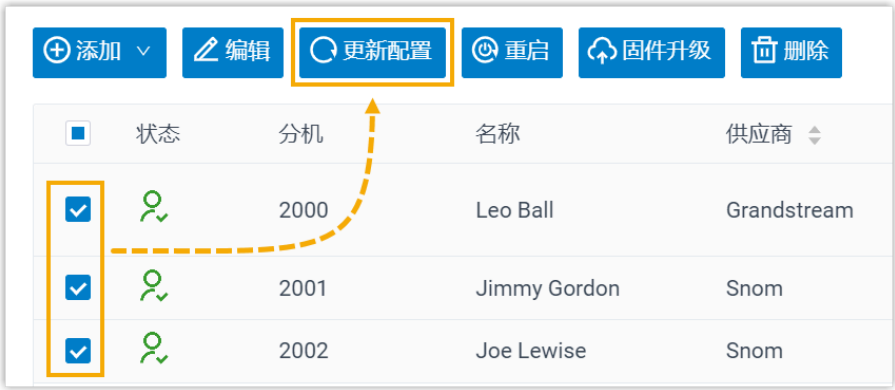 添加 编辑 更新配置 重启 固件升级 删除
状态 分机 名称 供应商
2000 Leo Ball Grandstream
2001 Jimmy Gordon Snom
2002 Joe Lewise Snom